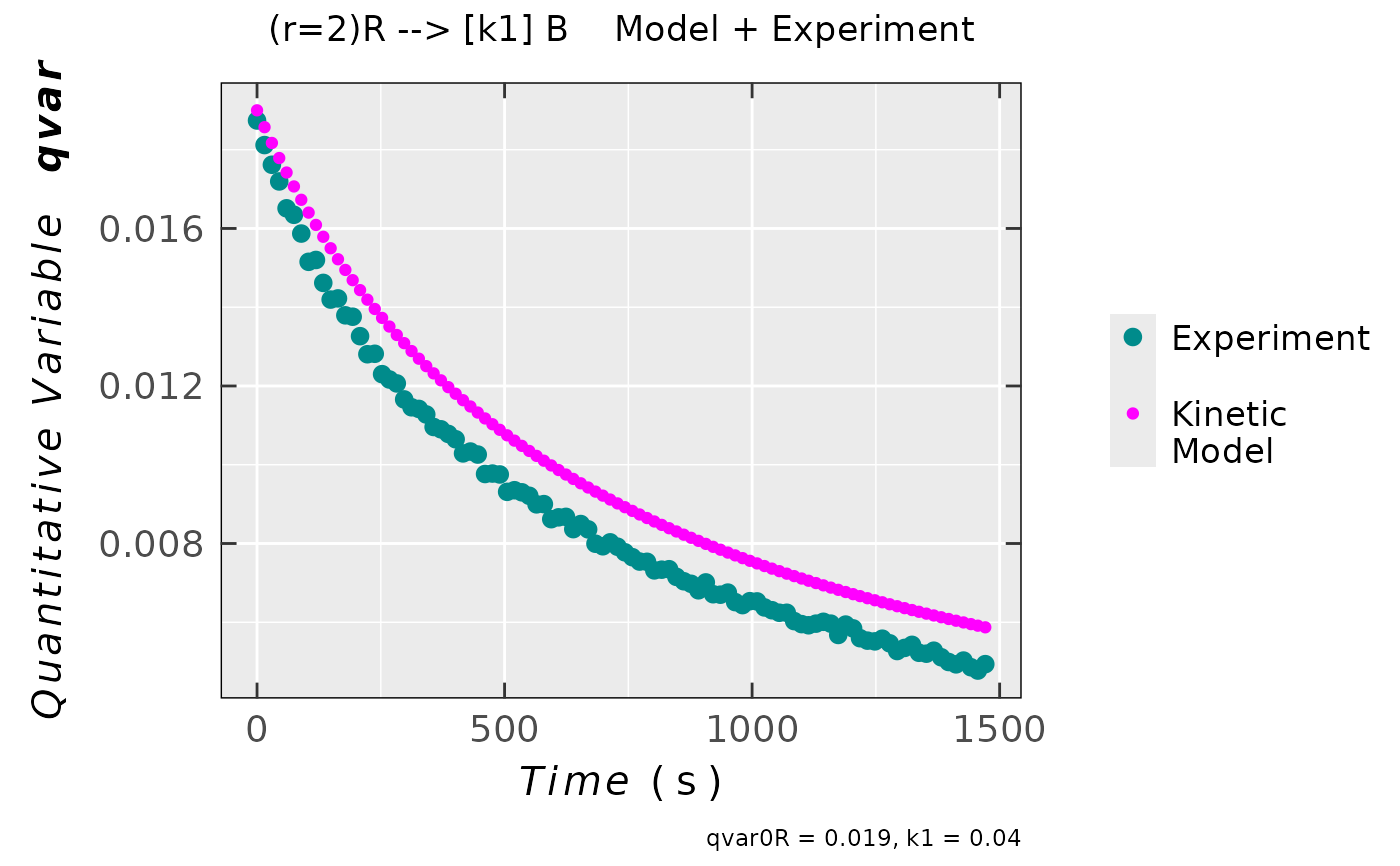 (r=2)R --> [k1] B    Model + Experiment
Quantitative Variable  qvar
0.016
0.012
0.008
0
500
1000
1500
Time ( s )
Experiment
Kinetic
Model
qvar0R = 0.019, k1 = 0.04